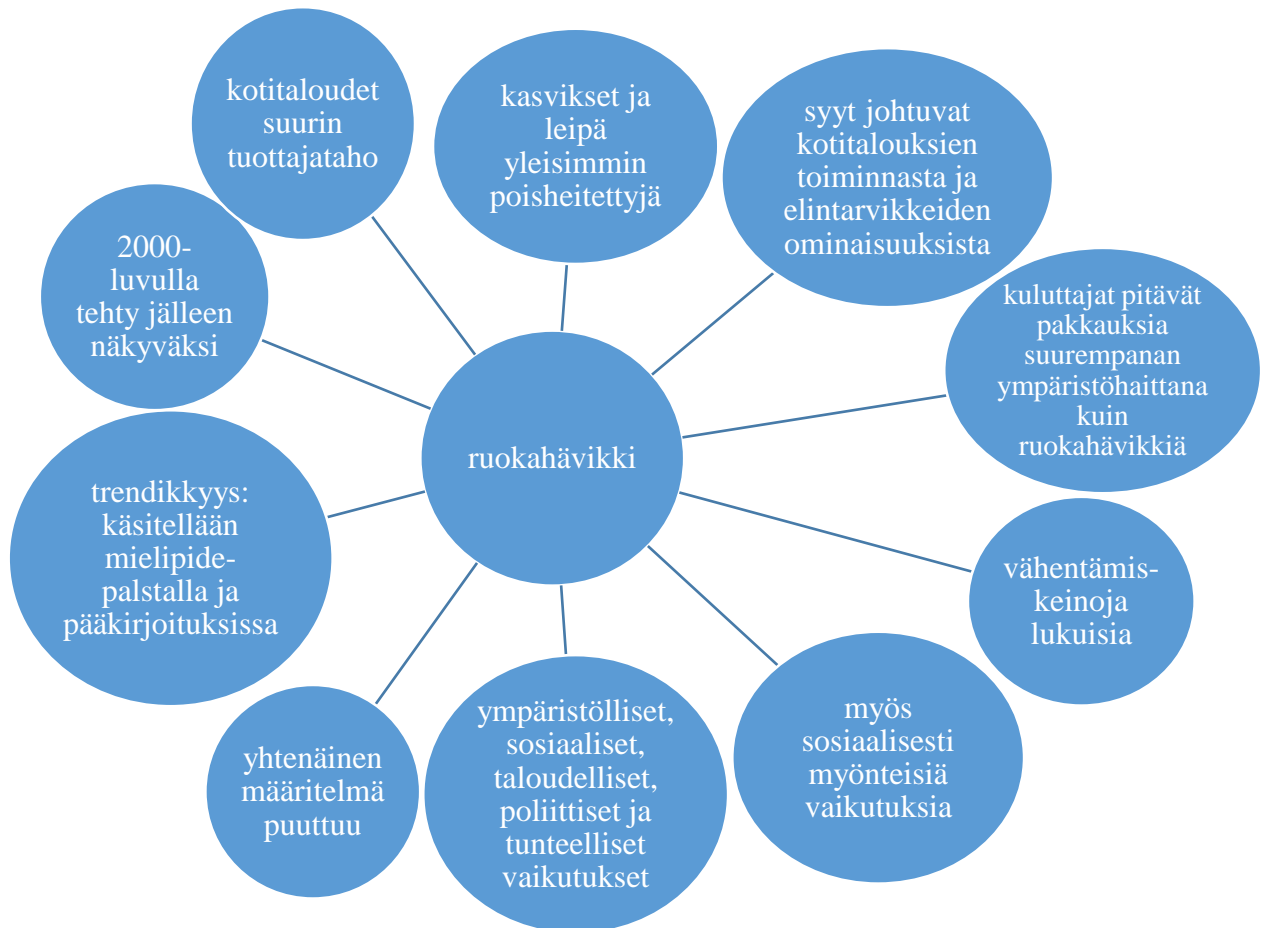 kotitaloudet
suurin
tuottajataho
kasvikset ja
leipä
yleisimmin
poisheitettyjä
syyt johtuvat
kotitalouksien
toiminnasta ja
elintarvikkeiden
ominaisuuksista
2000-
luvulla
tehty jälleen
näkyväksi
kuluttajat pitävät
pakkauksia
suurempanan
ympäristöhaittana
kuin
ruokahävikkiä
ruokahävikki
trendikkyys:
käsitellään
mielipide-
palstalla ja
pääkirjoituksissa
vähentämis-
keinoja
lukuisia
yhtenäinen
määritelmä
puuttuu
ympäristölliset,
sosiaaliset,
taloudelliset,
poliittiset ja
tunteelliset
vaikutukset
myös
sosiaalisesti
myönteisiä
vaikutuksia